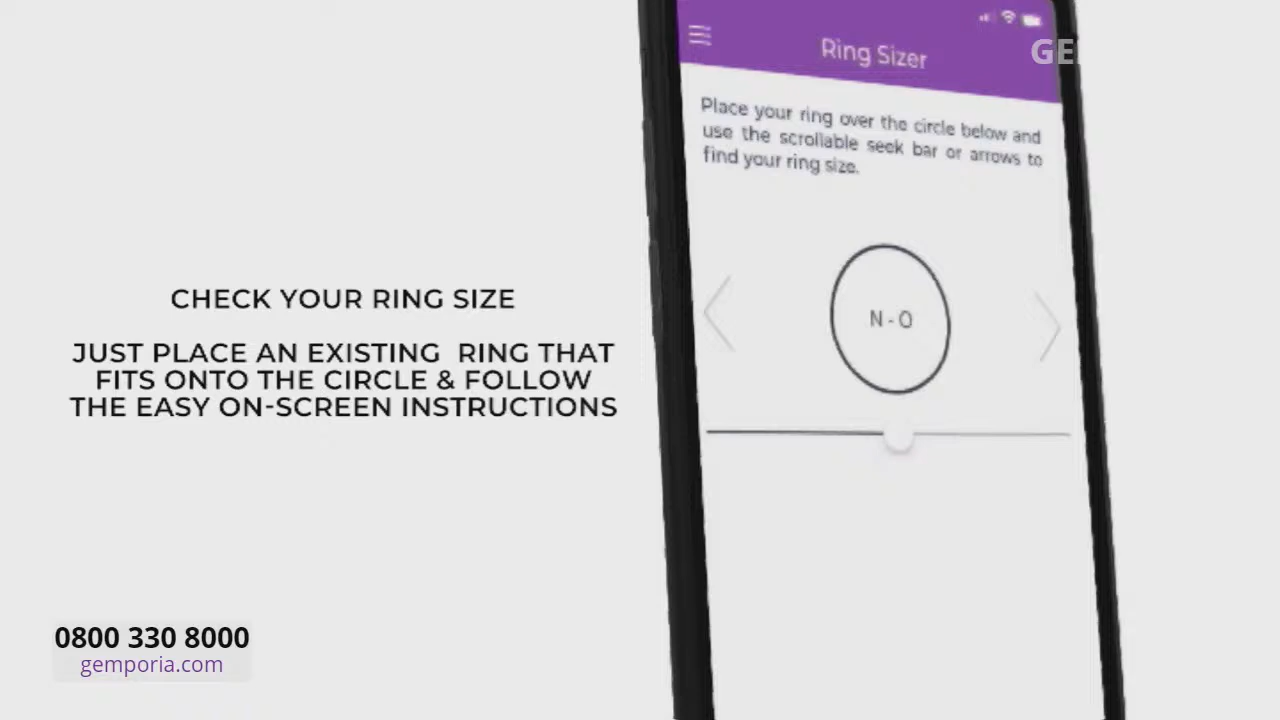 Ring Sizer
GE
Place your ring over the circle below and
use the scrollable seek bar or arrows to
find your ring size.
N - O
CHECK YOUR RING SIZE
JUST PLACE AN EXISTING RING THAT
FITS ONTO THE CIRCLE & FOLLOW
THE EASY ON-SCREEN INSTRUCTIONS
0800 330 8000
gemporia.com